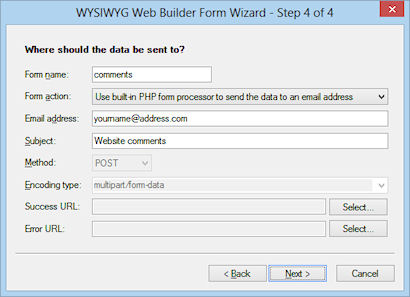 WYSIWYG Web Builder Form Wizard - Step 4 of 4
Where should the data be sent to?
Form name: comments
Form action: Use built-in PHP form processor to send the data to an email address
Email address: yourname@address.com
Subject: Website comments
Method: POST
Encoding type: multipart/form-data
Success URL: Select...
Error URL: Select...
< Back Next > Cancel